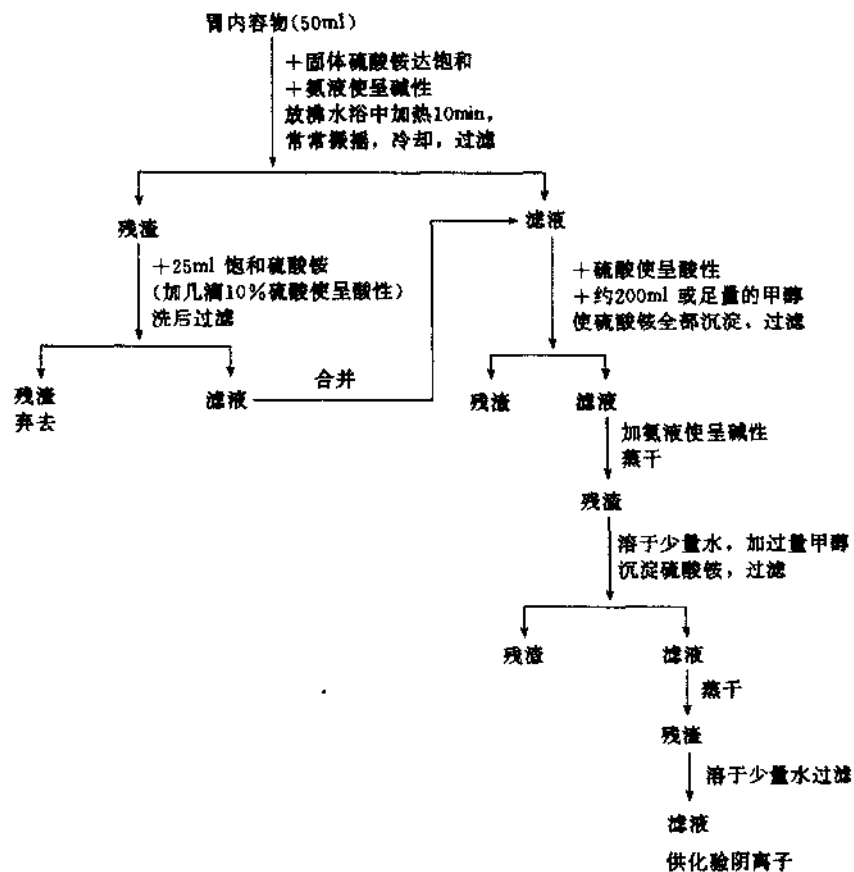 胃内容物(50ml)
＋固体硫酸铵达饱和
＋氨液使呈碱性
放沸水浴中加热10min，
常常振摇，冷却，过滤
残渣
滤液
＋25ml 饱和硫酸铵
(加几滴10％硫酸使呈酸性)
洗后过滤
＋硫酸使呈酸性
＋约200ml 或足量的甲醇
使硫酸铵全部沉淀、过滤
残渣
弃去
滤液
合并
残渣
滤液
加氨液使呈碱性
蒸干
残渣
溶于少量水，加过量甲醇
沉淀硫酸铵，过滤
残渣
滤液
蒸干
残渣
溶于少量水过滤
滤液
供化验阴离子